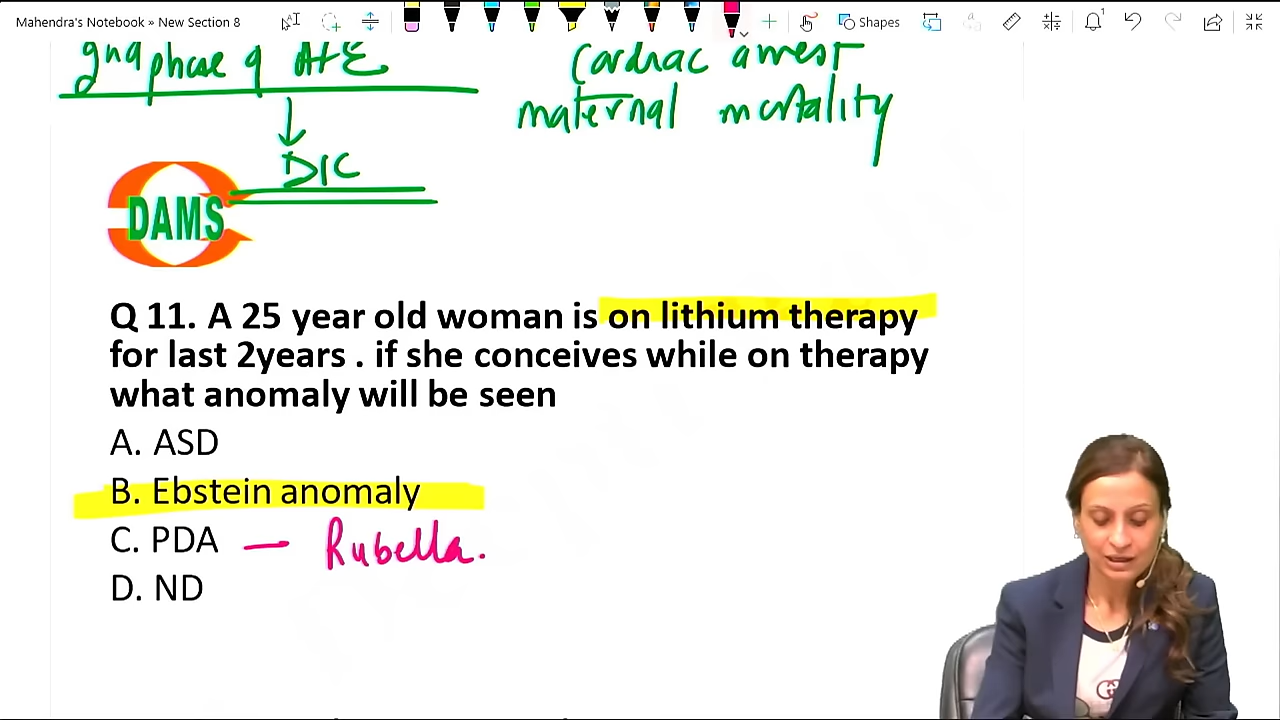 Mahendra's Notebook » New Section 8
Shapes
2nd phase of AFE
Cardiac arrest
maternal mortality
DIC
DAMS
Q 11. A 25 year old woman is on lithium therapy
for last 2years . if she conceives while on therapy
what anomaly will be seen
A. ASD
B. Ebstein anomaly
C. PDA — Rubella.
D. ND